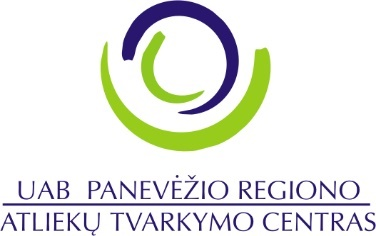 UAB PANEVĖŽIO REGIONO
ATLIEKŲ TVARKYMO CENTRAS